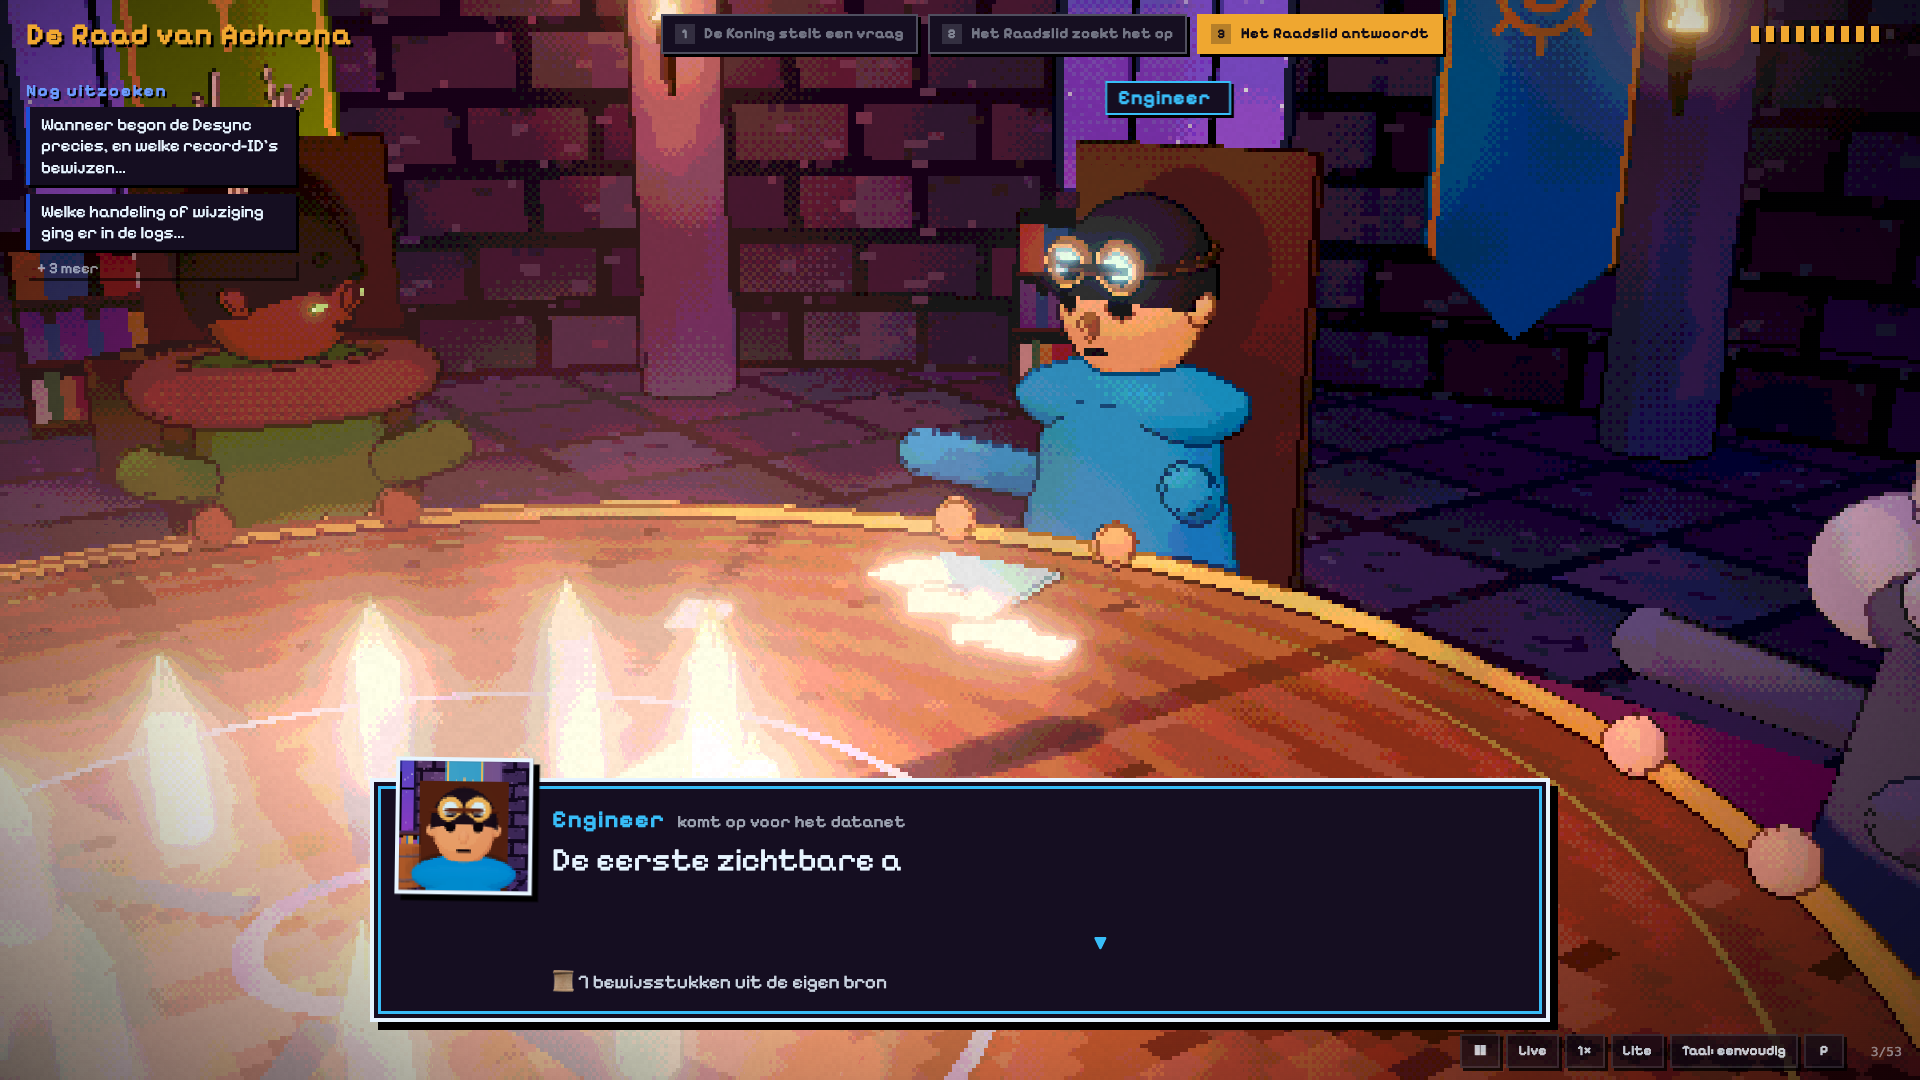 De Raad van Achrona
1 De Koning stelt een vraag
2 Het Raadslid zoekt het op
3 Het Raadslid antwoordt
Nog uitzoeken
Wanneer begon de Desync
precies, en welke record-ID's
bewijzen...
Welke handeling of wijziging
ging er in de logs...
+ 3 meer
Engineer
Engineer komt op voor het datanet
De eerste zichtbare a
7 bewijsstukken uit de eigen bron
Live
1×
Lite
Taal: eenvoudig
P
3/53